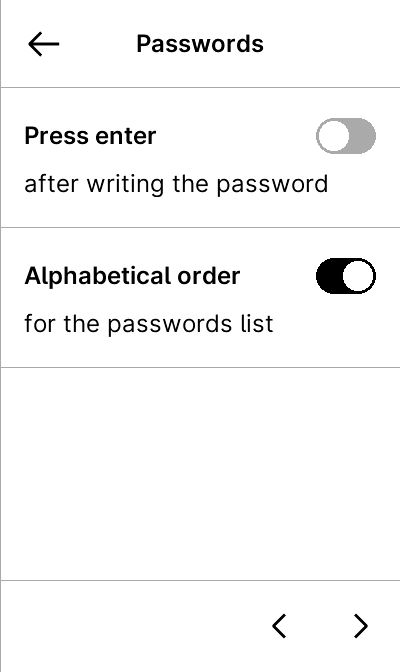 Passwords
Press enter
after writing the password
Alphabetical order
for the passwords list